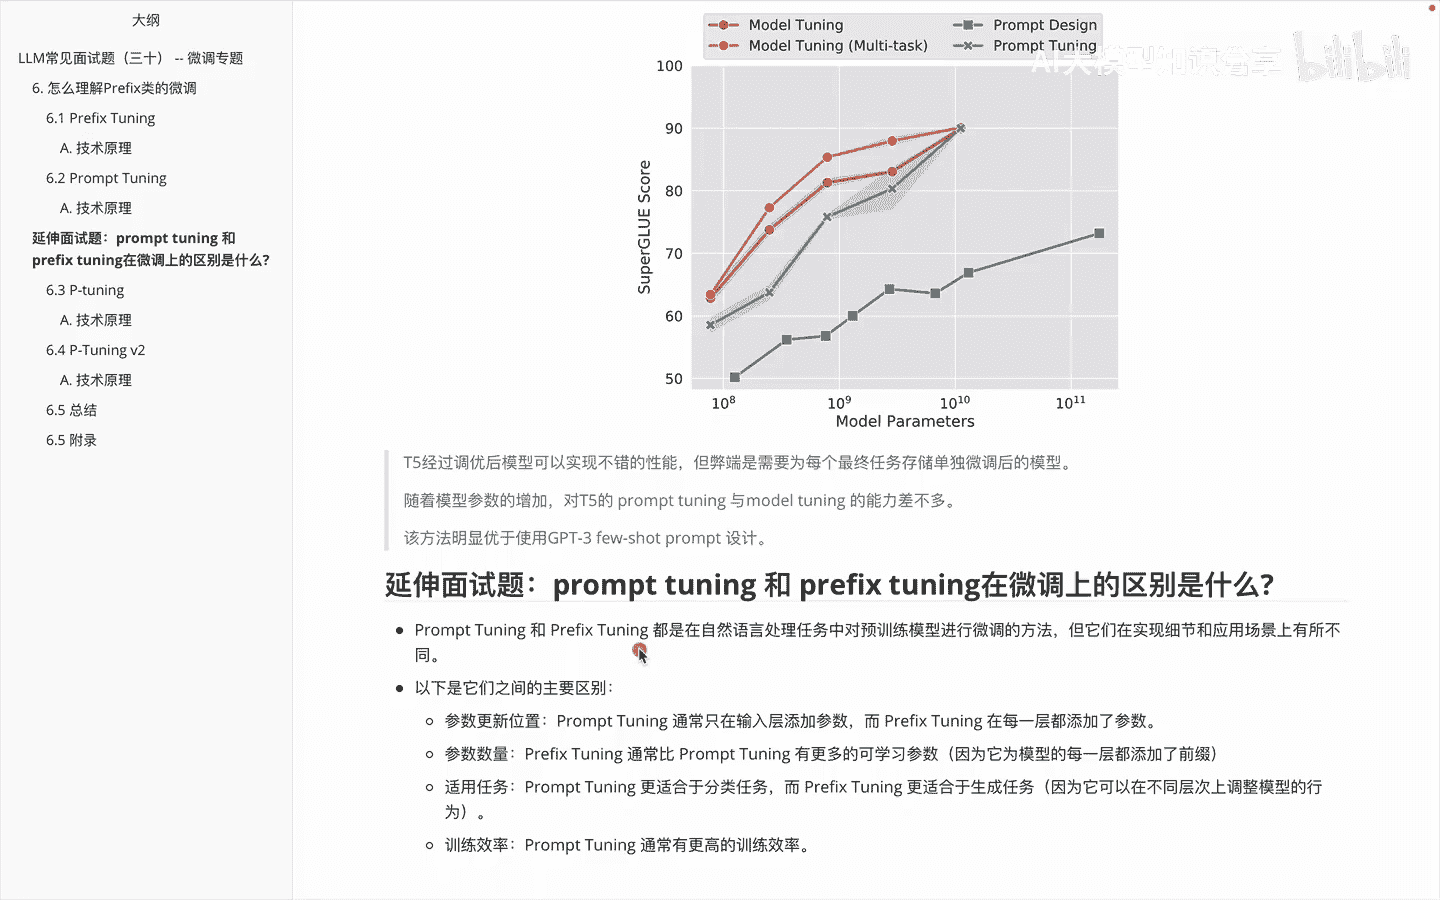 大纲
LLM常见面试题（三十） -- 微调专题
6. 怎么理解Prefix类的微调
6.1 Prefix Tuning
A. 技术原理
6.2 Prompt Tuning
A. 技术原理
延伸面试题：prompt tuning 和
prefix tuning在微调上的区别是什么?
6.3 P-tuning
A. 技术原理
6.4 P-Tuning v2
A. 技术原理
6.5 总结
6.5 附录
Model Tuning
Model Tuning (Multi-task)
Prompt Design
Prompt Tuning
bilibili
100
90
80
70
60
50
SuperGLUE Score
10⁸
10⁹
10¹⁰
10¹¹
Model Parameters
T5经过调优后模型可以实现不错的性能，但弊端是需要为每个最终任务存储单独微调后的模型。
随着模型参数的增加，对T5的 prompt tuning 与model tuning 的能力差不多。
该方法明显优于使用GPT-3 few-shot prompt 设计。
延伸面试题：prompt tuning 和 prefix tuning在微调上的区别是什么?
Prompt Tuning 和 Prefix Tuning 都是在自然语言处理任务中对预训练模型进行微调的方法，但它们在实现细节和应用场景上有所不
同。
以下是它们之间的主要区别：
参数更新位置：Prompt Tuning 通常只在输入层添加参数，而 Prefix Tuning 在每一层都添加了参数。
参数数量：Prefix Tuning 通常比 Prompt Tuning 有更多的可学习参数（因为它为模型的每一层都添加了前缀）
适用任务：Prompt Tuning 更适合于分类任务，而 Prefix Tuning 更适合于生成任务（因为它可以在不同层次上调整模型的行
为）。
训练效率：Prompt Tuning 通常有更高的训练效率。